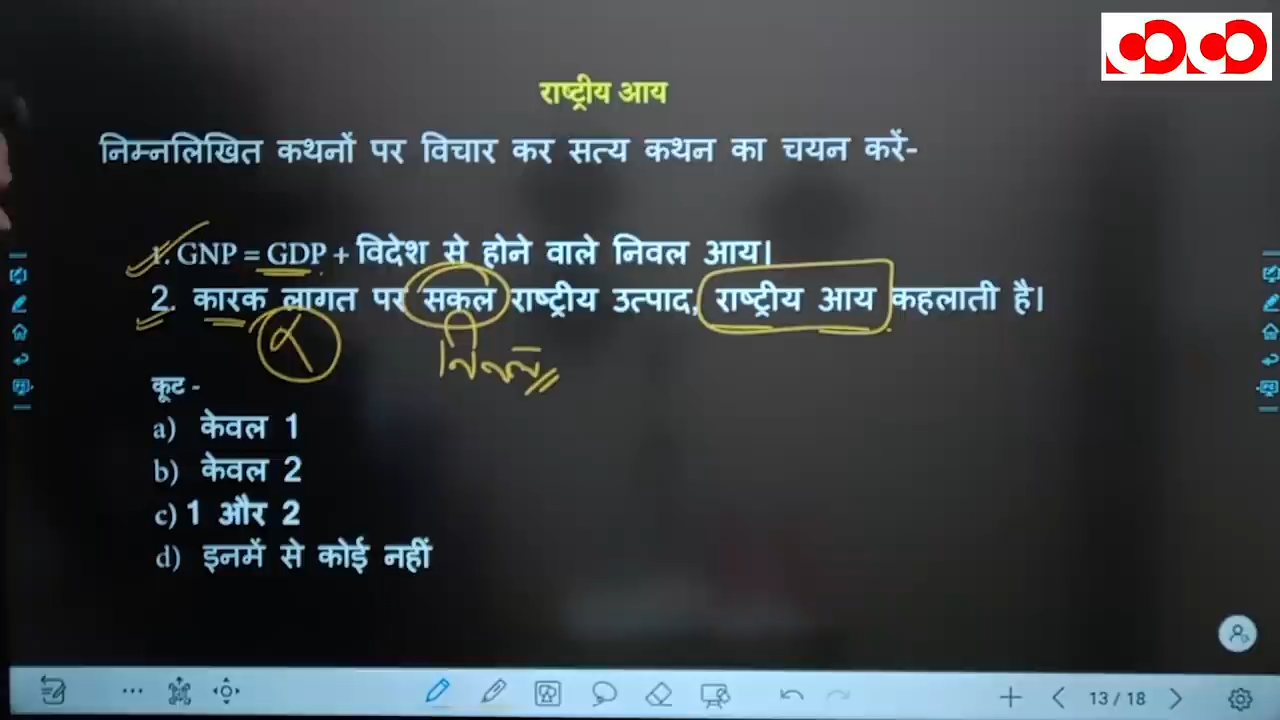 राष्ट्रीय आय
निम्नलिखित कथनों पर विचार कर सत्य कथन का चयन करें-
1. GNP = GDP + विदेश से होने वाले निवल आय।
2. कारक लागत पर सकल राष्ट्रीय उत्पाद, राष्ट्रीय आय कहलाती है।
निवल
कूट -
a) केवल 1
b) केवल 2
c) 1 और 2
d) इनमें से कोई नहीं
13 / 18